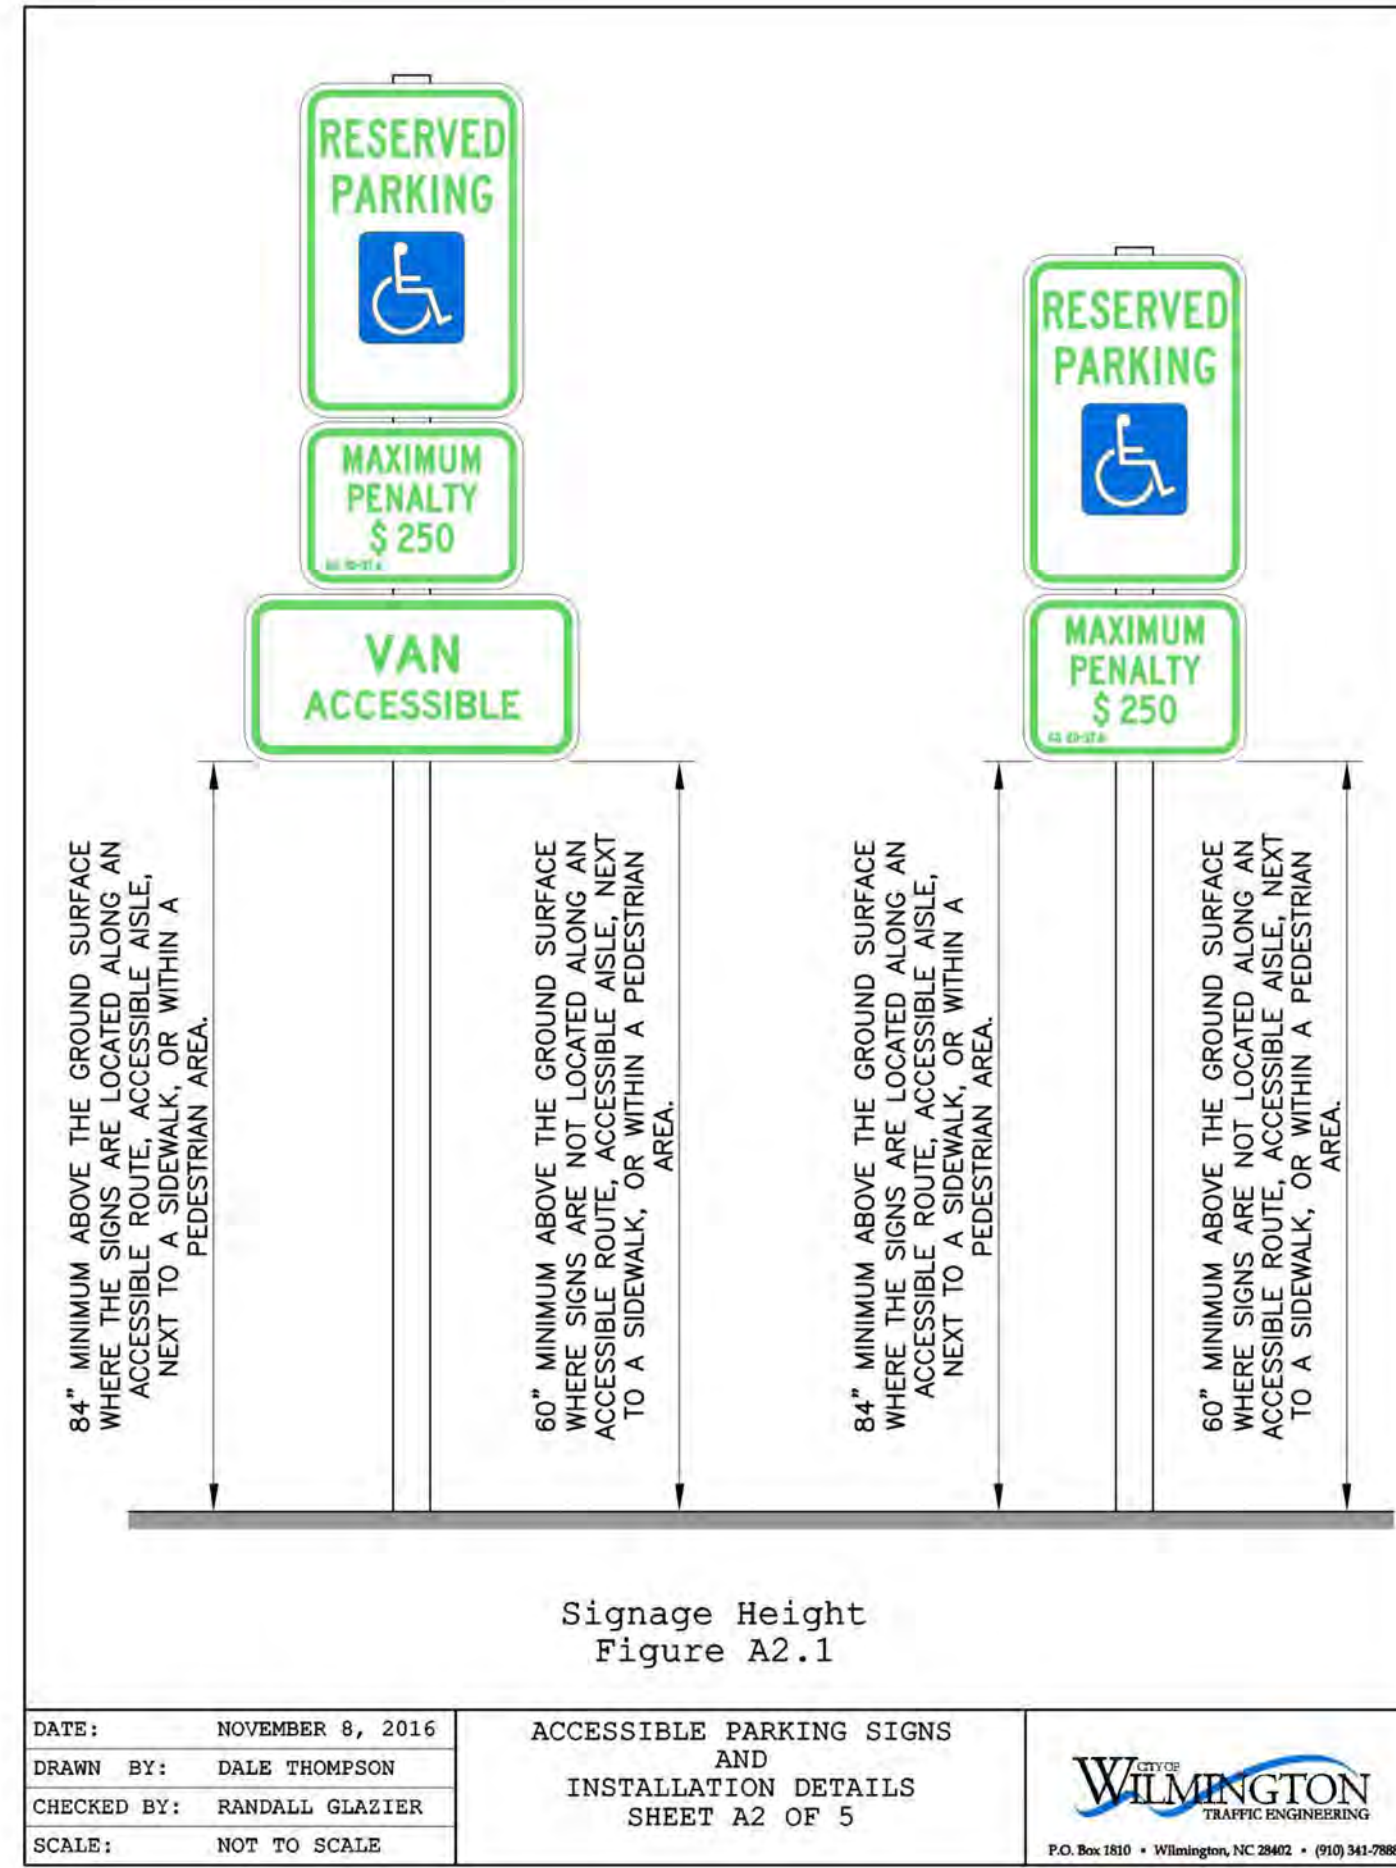 RESERVED
PARKING
MAXIMUM
PENALTY
$ 250
VAN
ACCESSIBLE
RESERVED
PARKING
MAXIMUM
PENALTY
$ 250
84" MINIMUM ABOVE THE GROUND SURFACE
WHERE THE SIGNS ARE LOCATED ALONG AN
ACCESSIBLE ROUTE, ACCESSIBLE AISLE,
NEXT TO A SIDEWALK, OR WITHIN A
PEDESTRIAN AREA.
60" MINIMUM ABOVE THE GROUND SURFACE
WHERE SIGNS ARE NOT LOCATED ALONG AN
ACCESSIBLE ROUTE, ACCESSIBLE AISLE, NEXT
TO A SIDEWALK, OR WITHIN A PEDESTRIAN
AREA.
84" MINIMUM ABOVE THE GROUND SURFACE
WHERE THE SIGNS ARE LOCATED ALONG AN
ACCESSIBLE ROUTE, ACCESSIBLE AISLE,
NEXT TO A SIDEWALK, OR WITHIN A
PEDESTRIAN AREA.
60" MINIMUM ABOVE THE GROUND SURFACE
WHERE SIGNS ARE NOT LOCATED ALONG AN
ACCESSIBLE ROUTE, ACCESSIBLE AISLE, NEXT
TO A SIDEWALK, OR WITHIN A PEDESTRIAN
AREA.
Signage Height
Figure A2.1
DATE: NOVEMBER 8, 2016
DRAWN BY: DALE THOMPSON
CHECKED BY: RANDALL GLAZIER
SCALE: NOT TO SCALE
ACCESSIBLE PARKING SIGNS
AND
INSTALLATION DETAILS
SHEET A2 OF 5
CITY OF
WILMINGTON
TRAFFIC ENGINEERING
P.O. Box 1810 • Wilmington, NC 28402 • (910) 341-7888